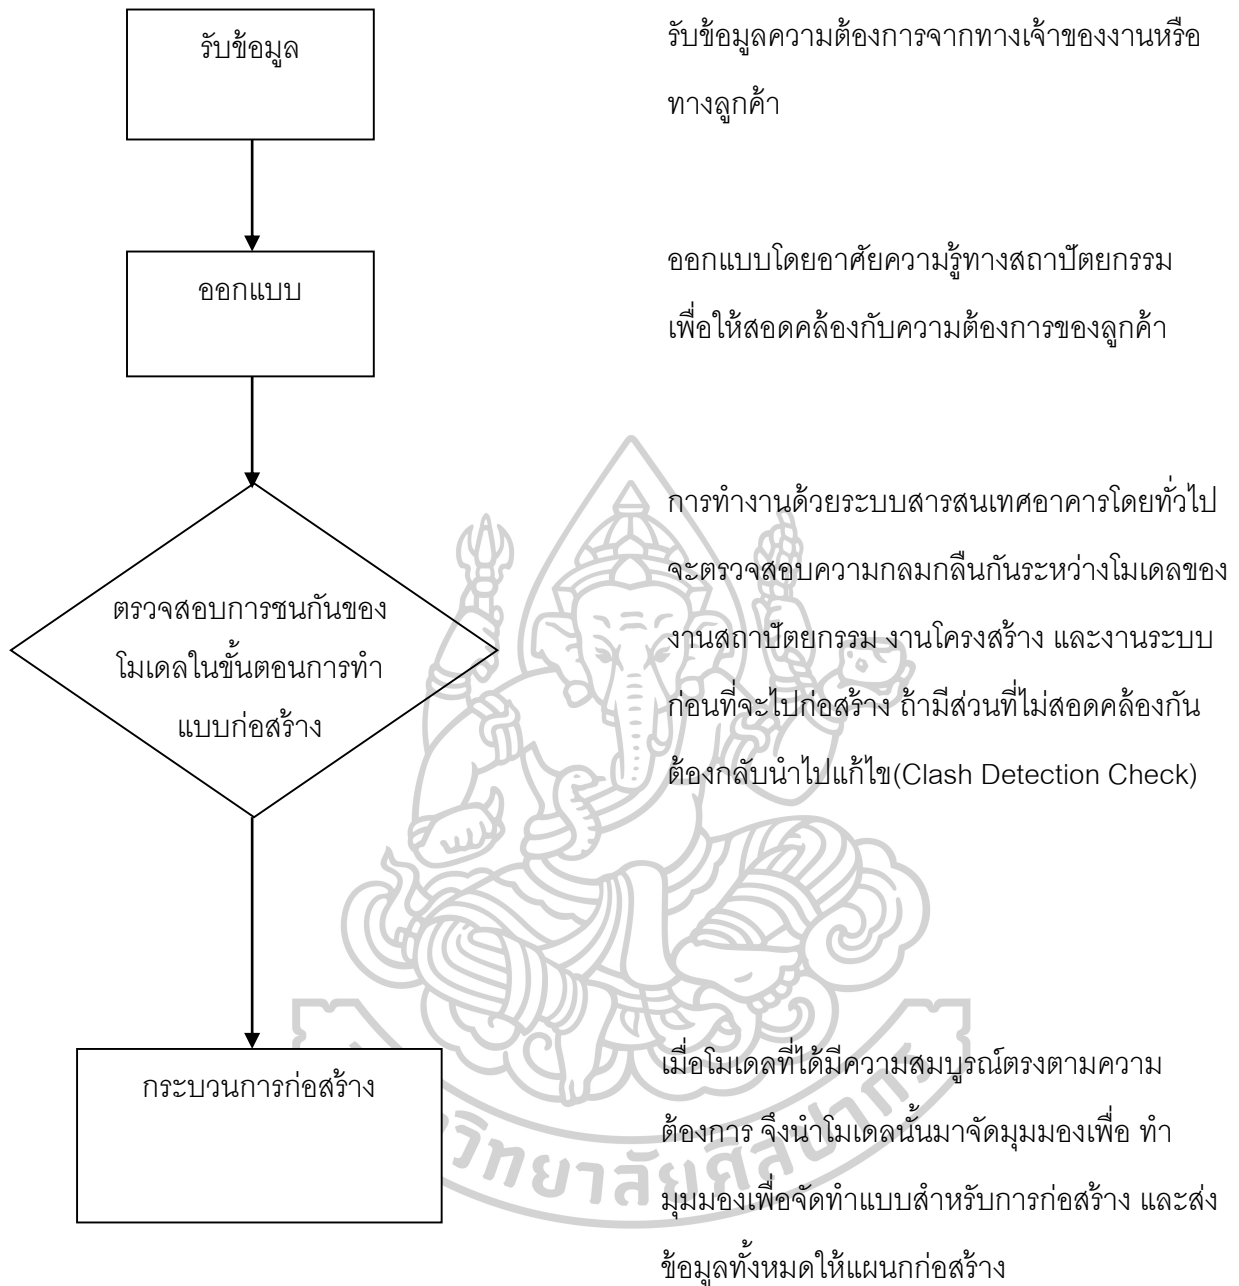 รับข้อมูล
รับข้อมูลความต้องการจากทางเจ้าของงานหรือ
ทางลูกค้า
ออกแบบ
ออกแบบโดยอาศัยความรู้ทางสถาปัตยกรรม
เพื่อให้สอดคล้องกับความต้องการของลูกค้า
ตรวจสอบการชนกันของ
โมเดลในขั้นตอนการทำ
แบบก่อสร้าง
การทำงานด้วยระบบสารสนเทศอาคารโดยทั่วไป
จะตรวจสอบความกลมกลืนกันระหว่างโมเดลของ
งานสถาปัตยกรรม งานโครงสร้าง และงานระบบ
ก่อนที่จะไปก่อสร้าง ถ้ามีส่วนที่ไม่สอดคล้องกัน
ต้องกลับนำไปแก้ไข(Clash Detection Check)
กระบวนการก่อสร้าง
เมื่อโมเดลที่ได้มีความสมบูรณ์ตรงตามความ
ต้องการ จึงนำโมเดลนั้นมาจัดมุมมองเพื่อ ทำ
มุมมองเพื่อจัดทำแบบสำหรับการก่อสร้าง และส่ง
ข้อมูลทั้งหมดให้แผนกก่อสร้าง
วิทยาลัยศิลปากร